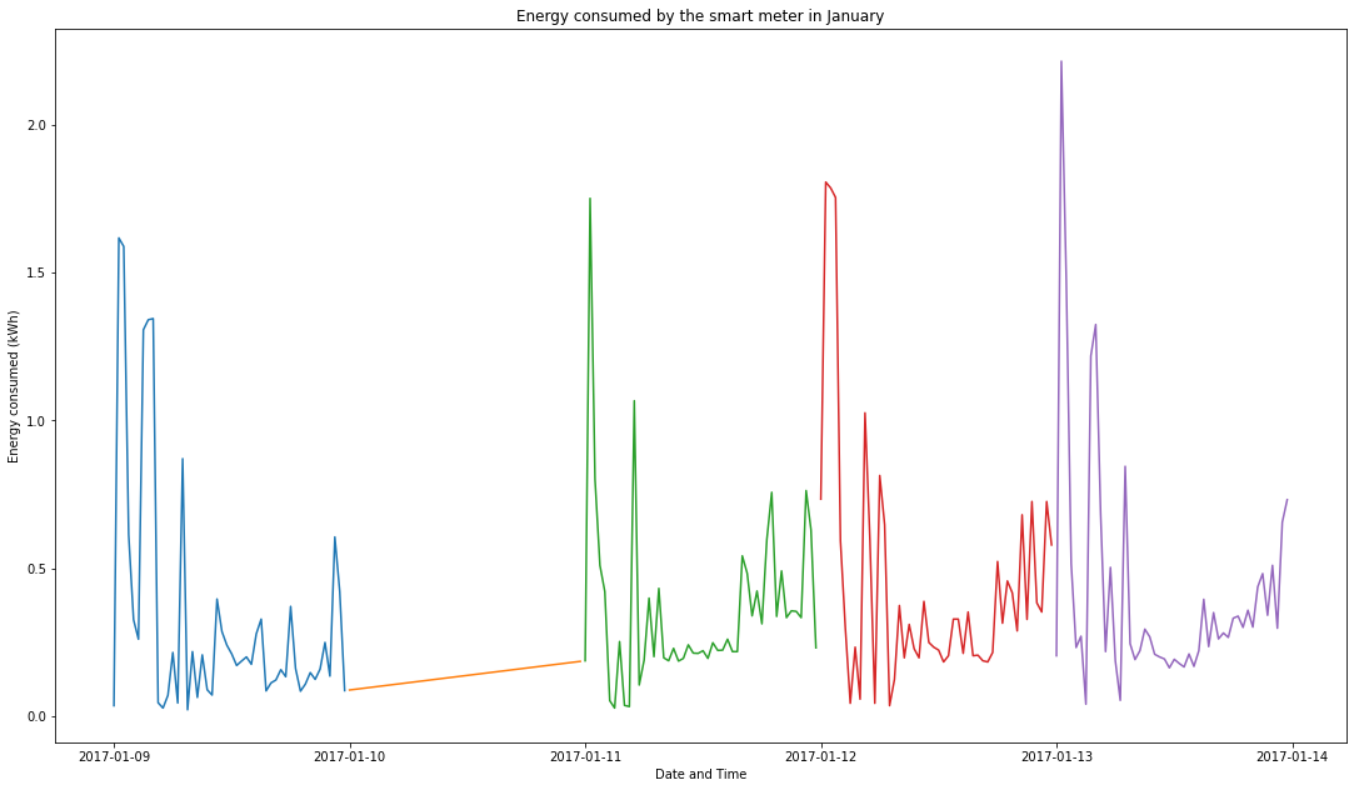 Energy consumed by the smart meter in January
2.0
1.5
1.0
0.5
0.0
Energy consumed (kWh)
2017-01-09 2017-01-10 2017-01-11 2017-01-12 2017-01-13 2017-01-14
Date and Time